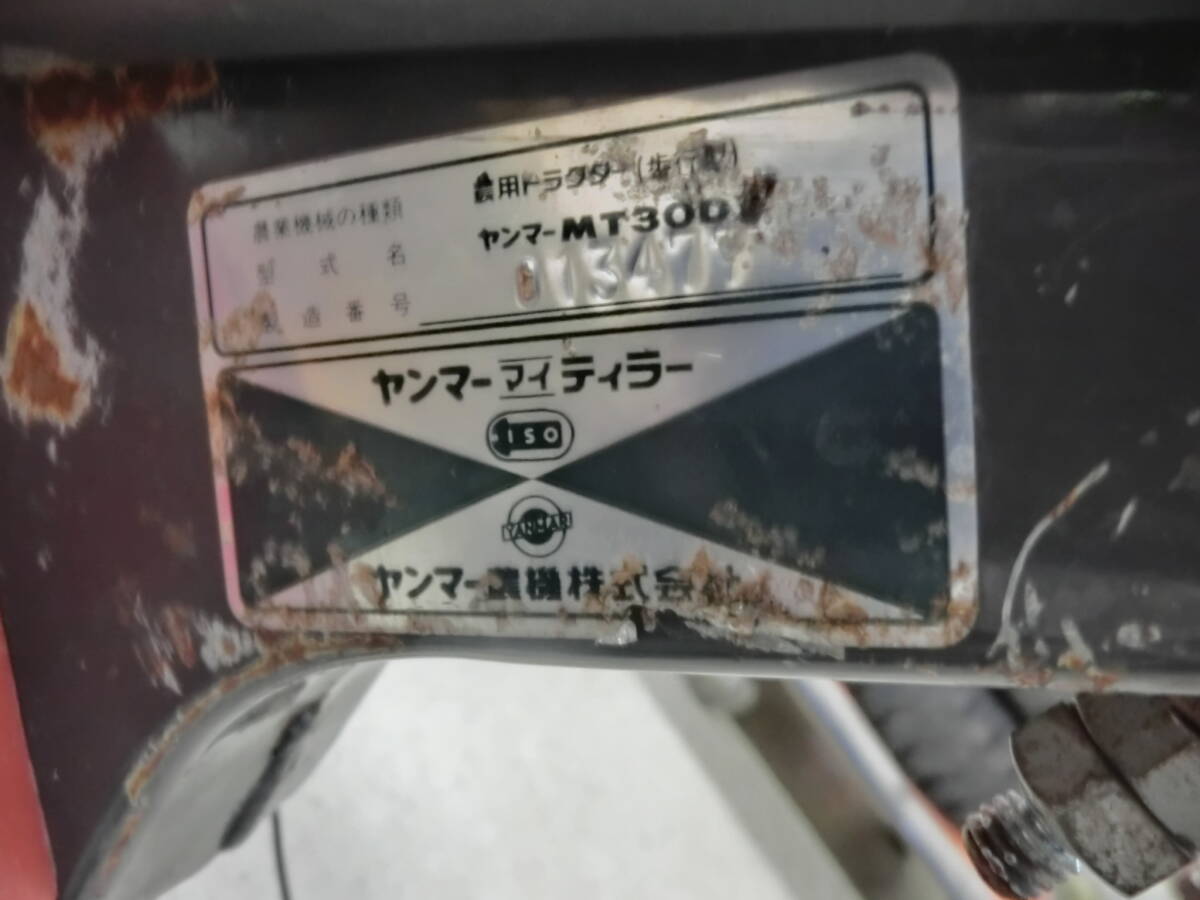 農業機械の種類 農用トラクター(歩行型)
型式名 ヤンマーMT300
製造番号
ヤンマーマイティラー
ISO
YANMAR
ヤンマー農機株式会社